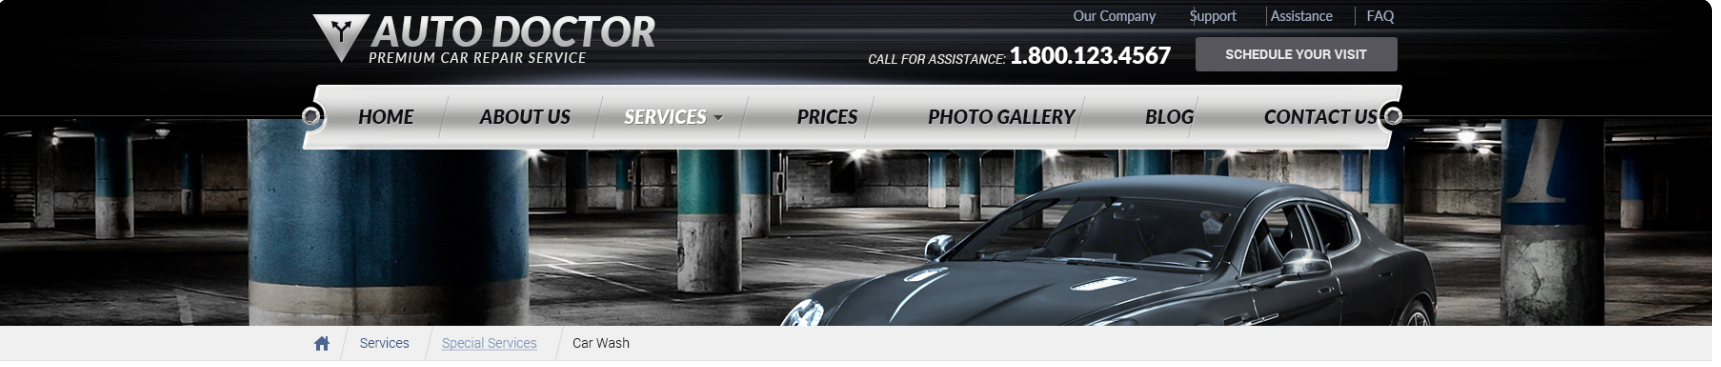 Our Company Support Assistance FAQ
AUTO DOCTOR
PREMIUM CAR REPAIR SERVICE
CALL FOR ASSISTANCE: 1.800.123.4567
SCHEDULE YOUR VISIT
HOME ABOUT US SERVICES PRICES PHOTO GALLERY BLOG CONTACT US
1
Services Special Services Car Wash